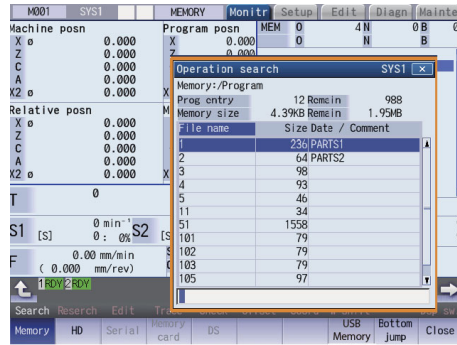 M001 SYS1 MEMORY Monitr Setup Edit Diagn Mainte
Machine posn Program posn MEM O 4 N 0 B 0
X ø 0.000 X 0.000 O N B
Z 0.000 Z 0.000
C 0.000
A 0.000
X2 ø 0.000 X
Relative posn M
X ø 0.000
Z 0.000
C 0.000
A 0.000
X2 ø 0.000 X
T 0
S1 [S] 0 min⁻¹ 0: 0% S2 [S
F 0.00 mm/min
( 0.000 mm/rev)
1 RDY 2 RDY
Operation search SYS1 ×
Memory:/Program
Prog entry 12 Remain 988
Memory size 4.39KB Remain 1.95MB
File name Size Date / Comment
1 236 PARTS1
2 64 PARTS2
3 98
4 93
5 46
11 34
51 1558
101 79
102 79
103 79
105 97
Search Reserch Edit Trace Check
Memory HD Serial Memory card DS USB Memory Bottom jump Close